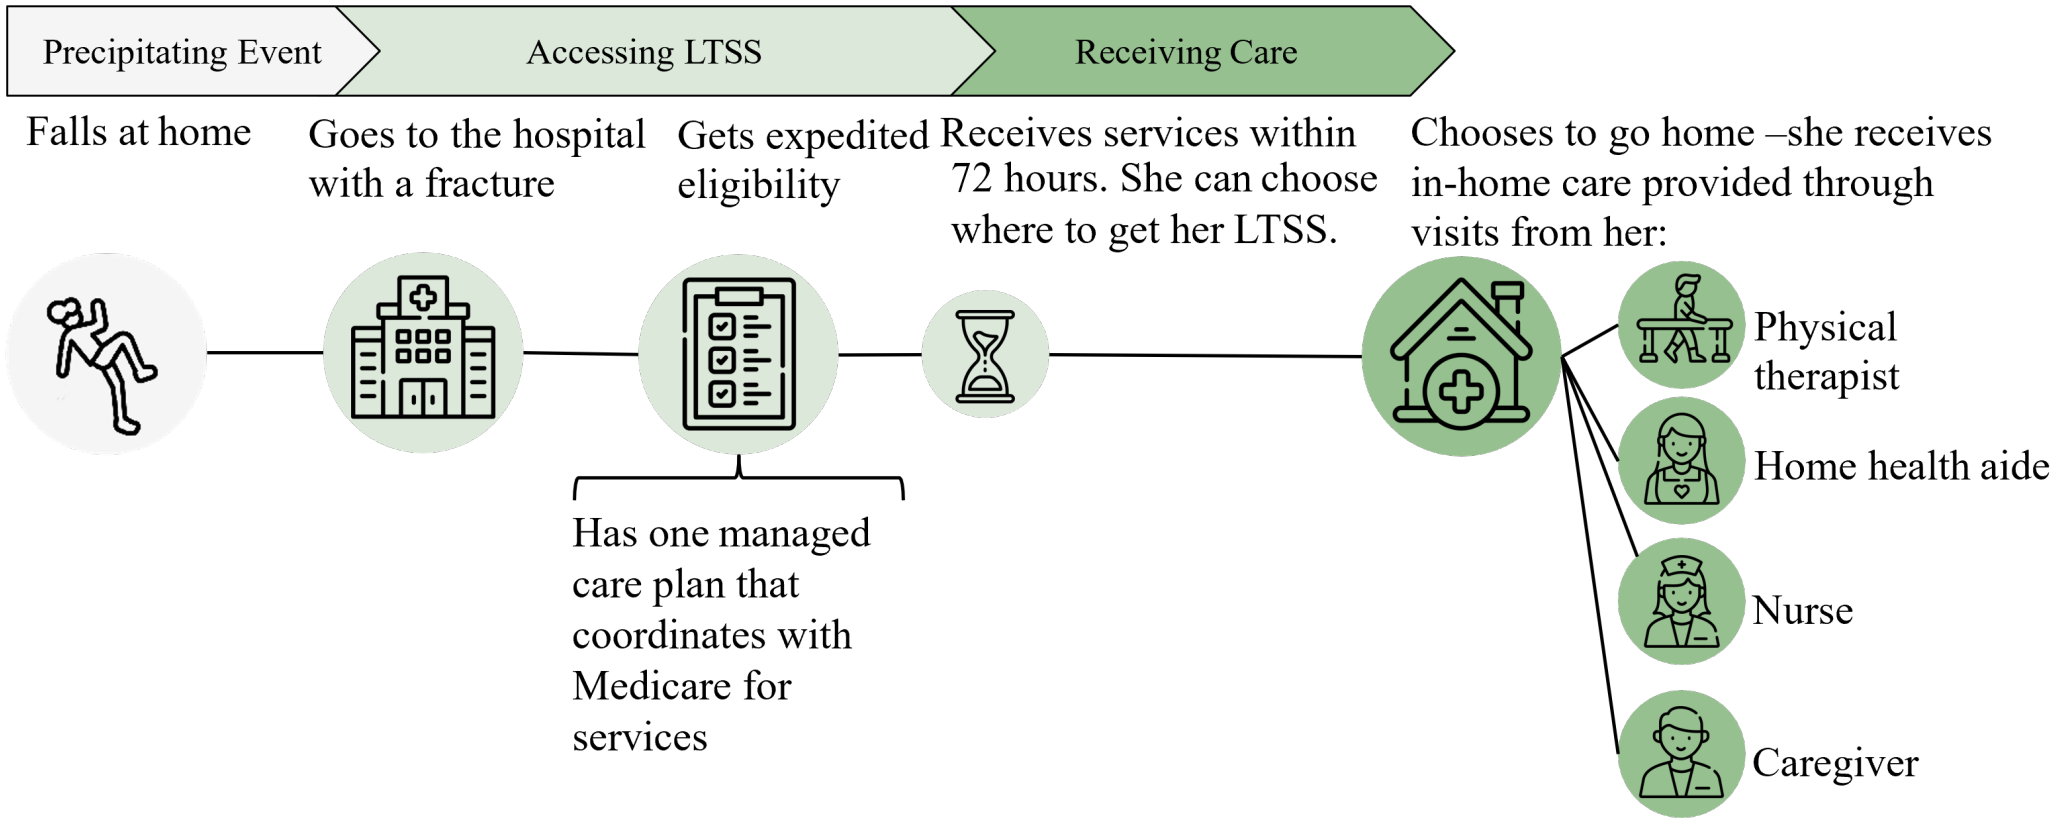 Precipitating Event
Accessing LTSS
Receiving Care
Falls at home
Goes to the hospital
with a fracture
Gets expedited
eligibility
Receives services within
72 hours. She can choose
where to get her LTSS.
Chooses to go home –she receives
in-home care provided through
visits from her:
Physical
therapist
Home health aide
Nurse
Caregiver
Has one managed
care plan that
coordinates with
Medicare for
services